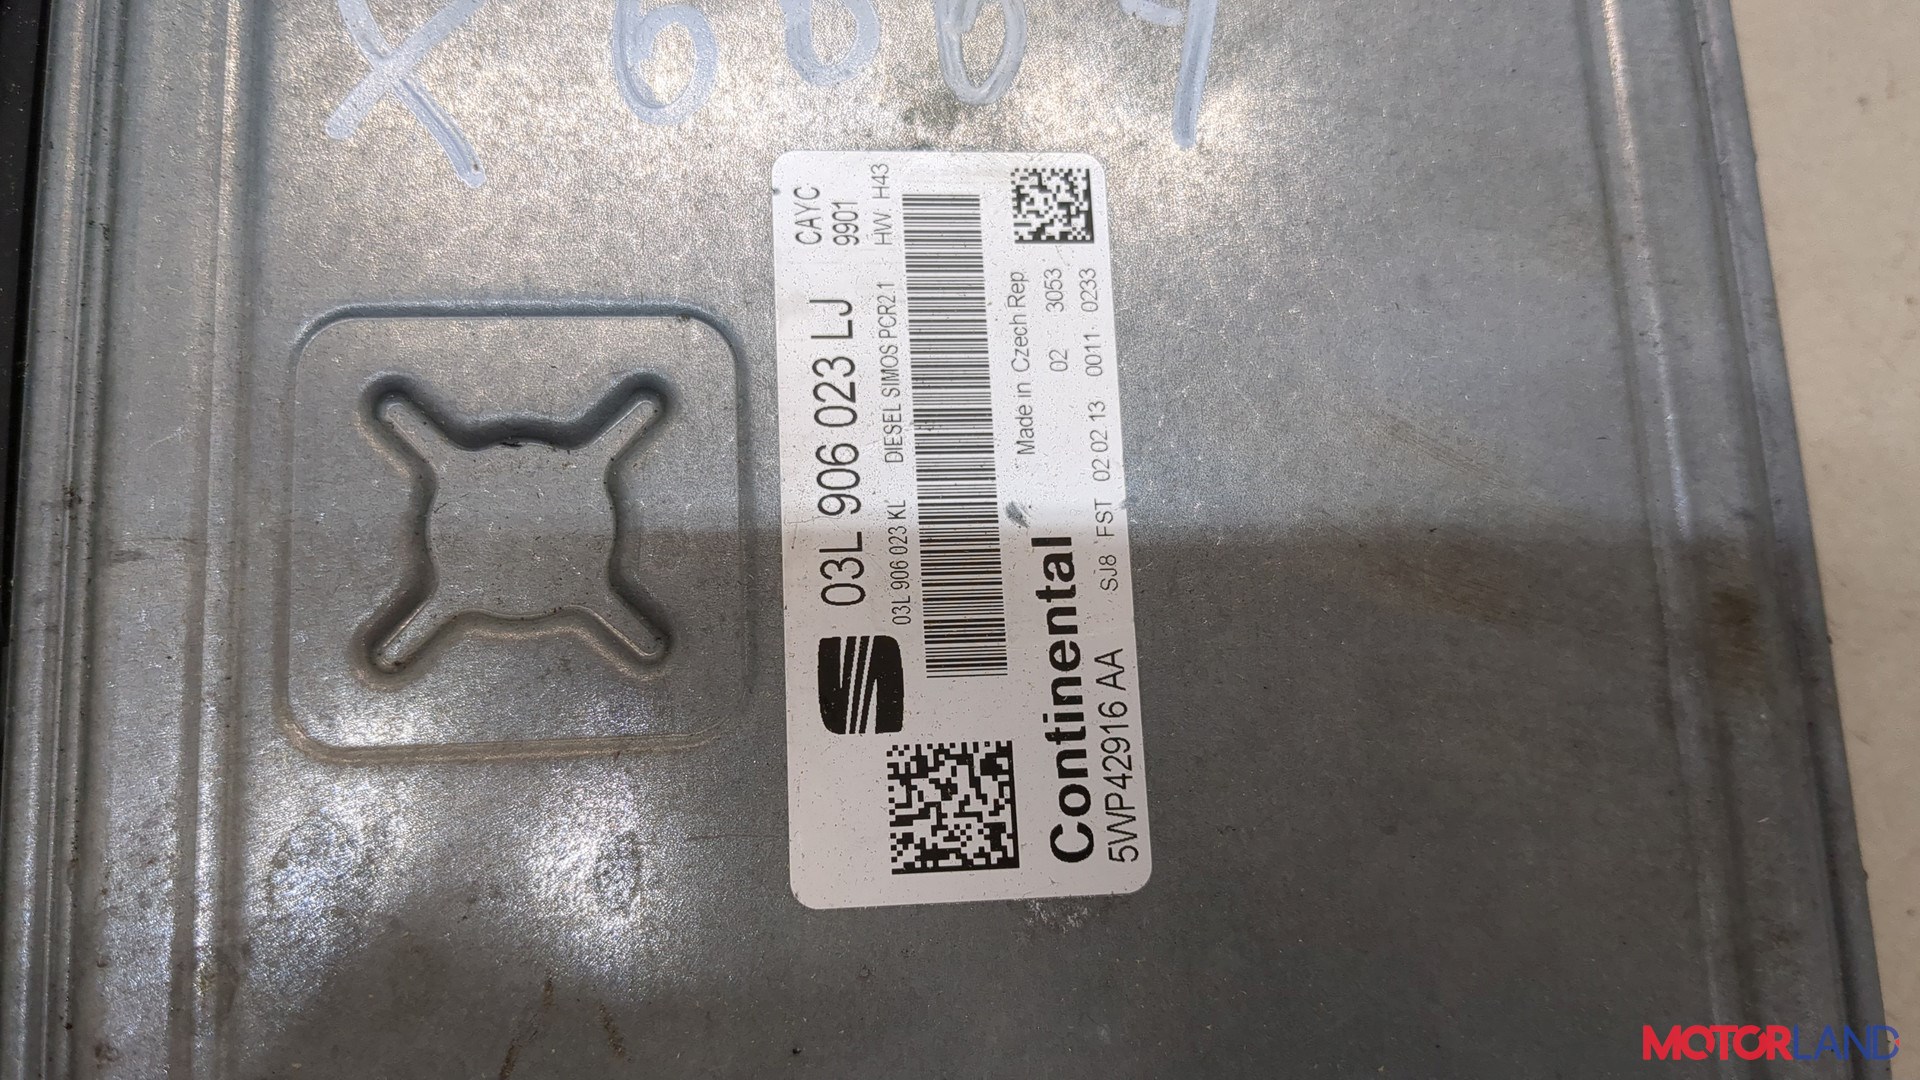 CAYC
03L 906 023 LJ
9901
03L 906 023 KL DIESEL SIMOS PCR2.1 HW: H43
Continental Made in Czech Rep
02 3053
5WP42916 AA SJ8 FST 02 02 13 0011 0233
MOTORLAND